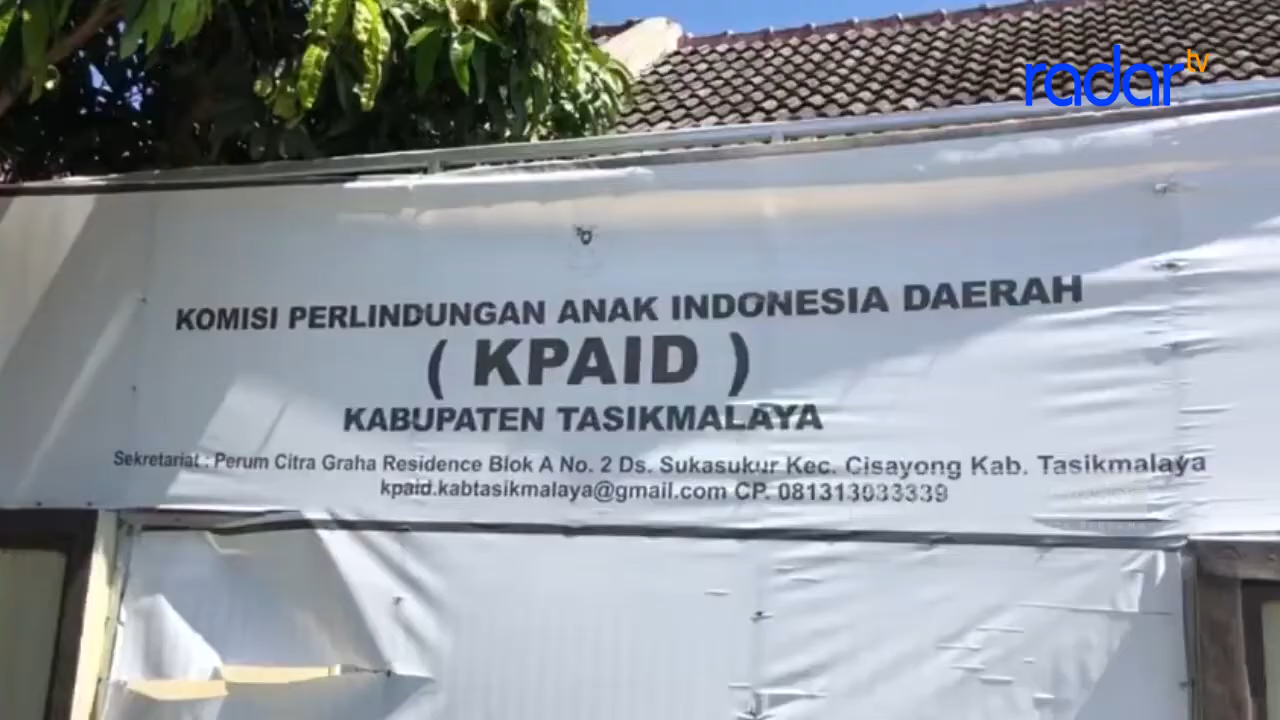 radar tv
KOMISI PERLINDUNGAN ANAK INDONESIA DAERAH
( KPAID )
KABUPATEN TASIKMALAYA
Sekretariat : Perum Citra Graha Residence Blok A No. 2 Ds. Sukasukur Kec. Cisayong Kab. Tasikmalaya
kpaid.kabtasikmalaya@gmail.com CP. 081313033339